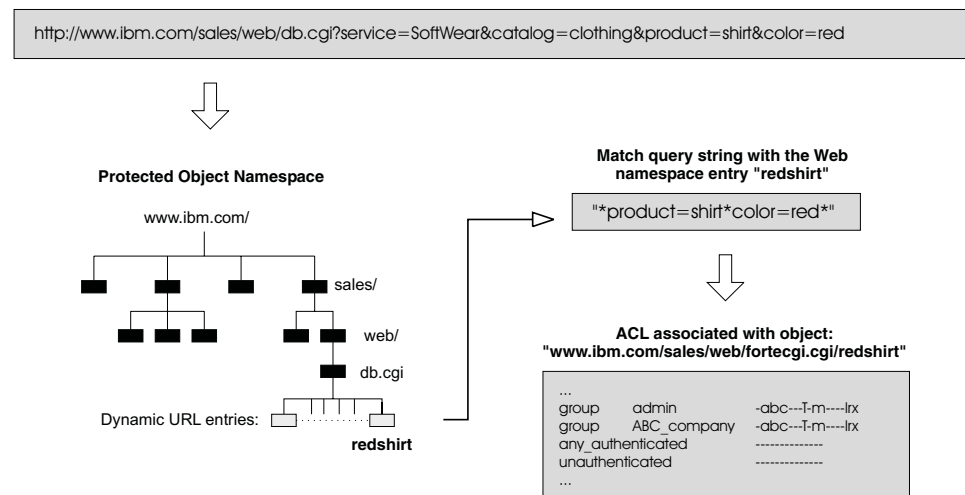 http://www.ibm.com/sales/web/db.cgi?service=SoftWear&catalog=clothing&product=shirt&color=red
Protected Object Namespace
www.ibm.com/
sales/
web/
db.cgi
Dynamic URL entries:
redshirt
Match query string with the Web
namespace entry "redshirt"
"*product=shirt*color=red*"
ACL associated with object:
"www.ibm.com/sales/web/fortecgi.cgi/redshirt"
...
group admin -abc---T-m----lrx
group ABC_company -abc---T-m----lrx
any_authenticated --------------
unauthenticated --------------
...